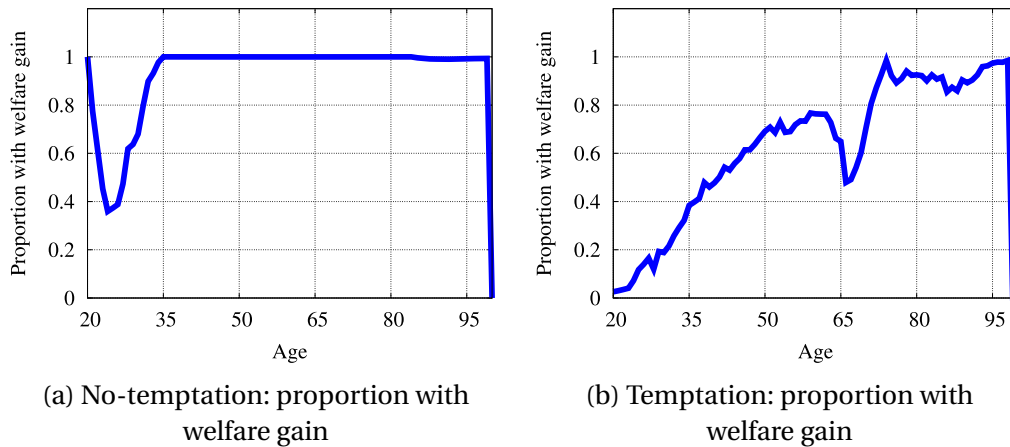 Proportion with welfare gain
1
0.8
0.6
0.4
0.2
0
20 35 50 65 80 95
Age
(a) No-temptation: proportion with
welfare gain
Proportion with welfare gain
1
0.8
0.6
0.4
0.2
0
20 35 50 65 80 95
Age
(b) Temptation: proportion with
welfare gain